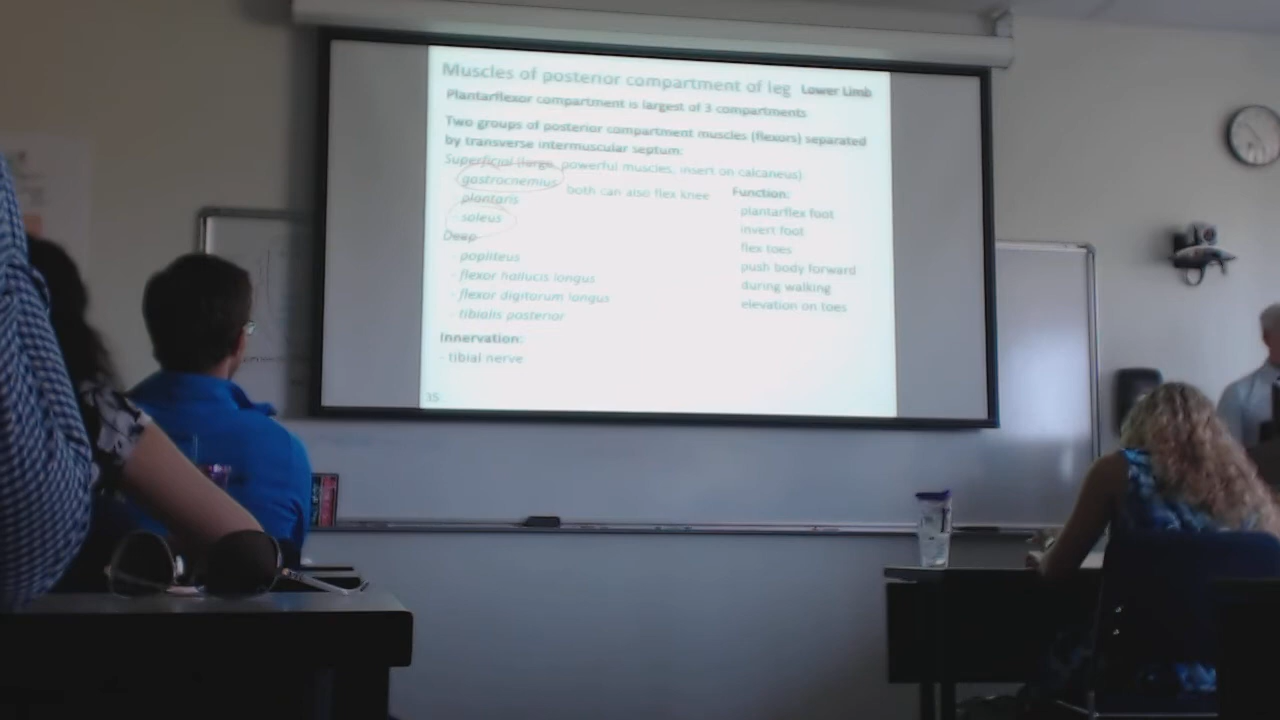 Muscles of posterior compartment of leg Lower Limb
Plantarflexor compartment is largest of 3 compartments
Two groups of posterior compartment muscles (flexors) separated
by transverse intermuscular septum:
Superficial (large, powerful muscles, insert on calcaneus)
- gastrocnemius
- plantaris
both can also flex knee
- soleus
Deep
- popliteus
- flexor hallucis longus
- flexor digitorum longus
- tibialis posterior
Innervation:
- tibial nerve
Function:
plantarflex foot
invert foot
flex toes
push body forward
during walking
elevation on toes
35